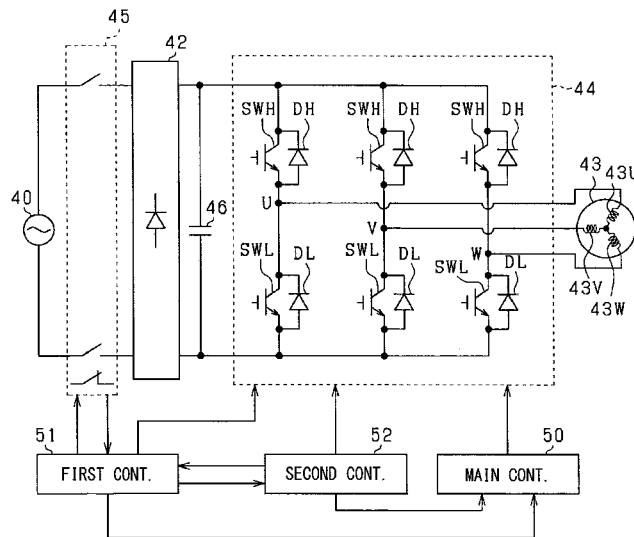 45
42
44
SWH
DH
SWH
DH
SWH
DH
43
43U
40
46
U
V
W
SWL
DL
SWL
DL
SWL
DL
43V
43W
51
52
50
FIRST CONT.
SECOND CONT.
MAIN CONT.